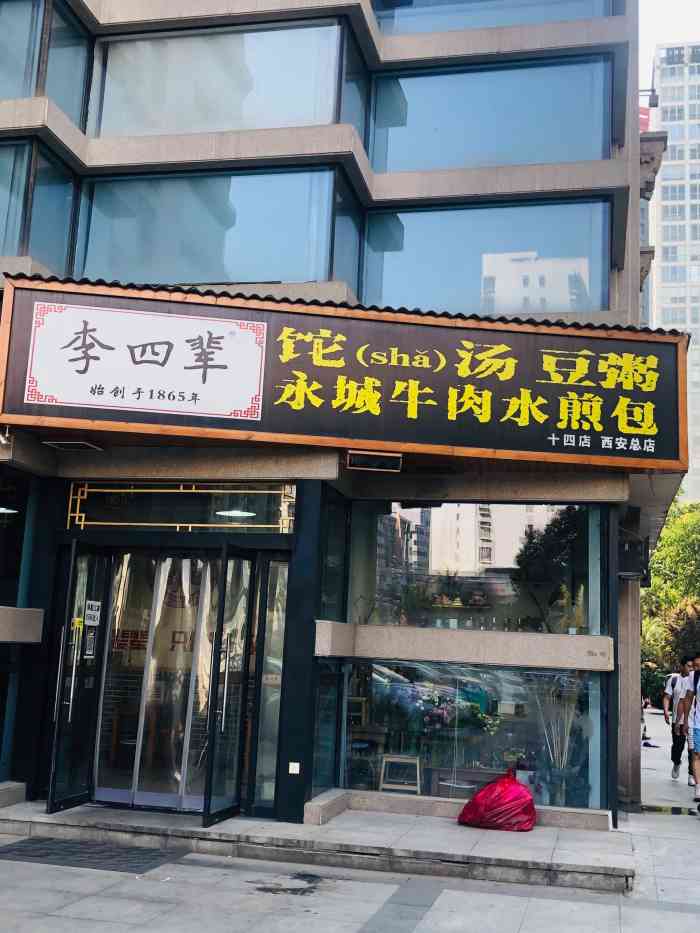 李四辈
始创于1865年
饦(shǎ)汤 豆粥
永城牛肉水煎包
十四店 西安总店